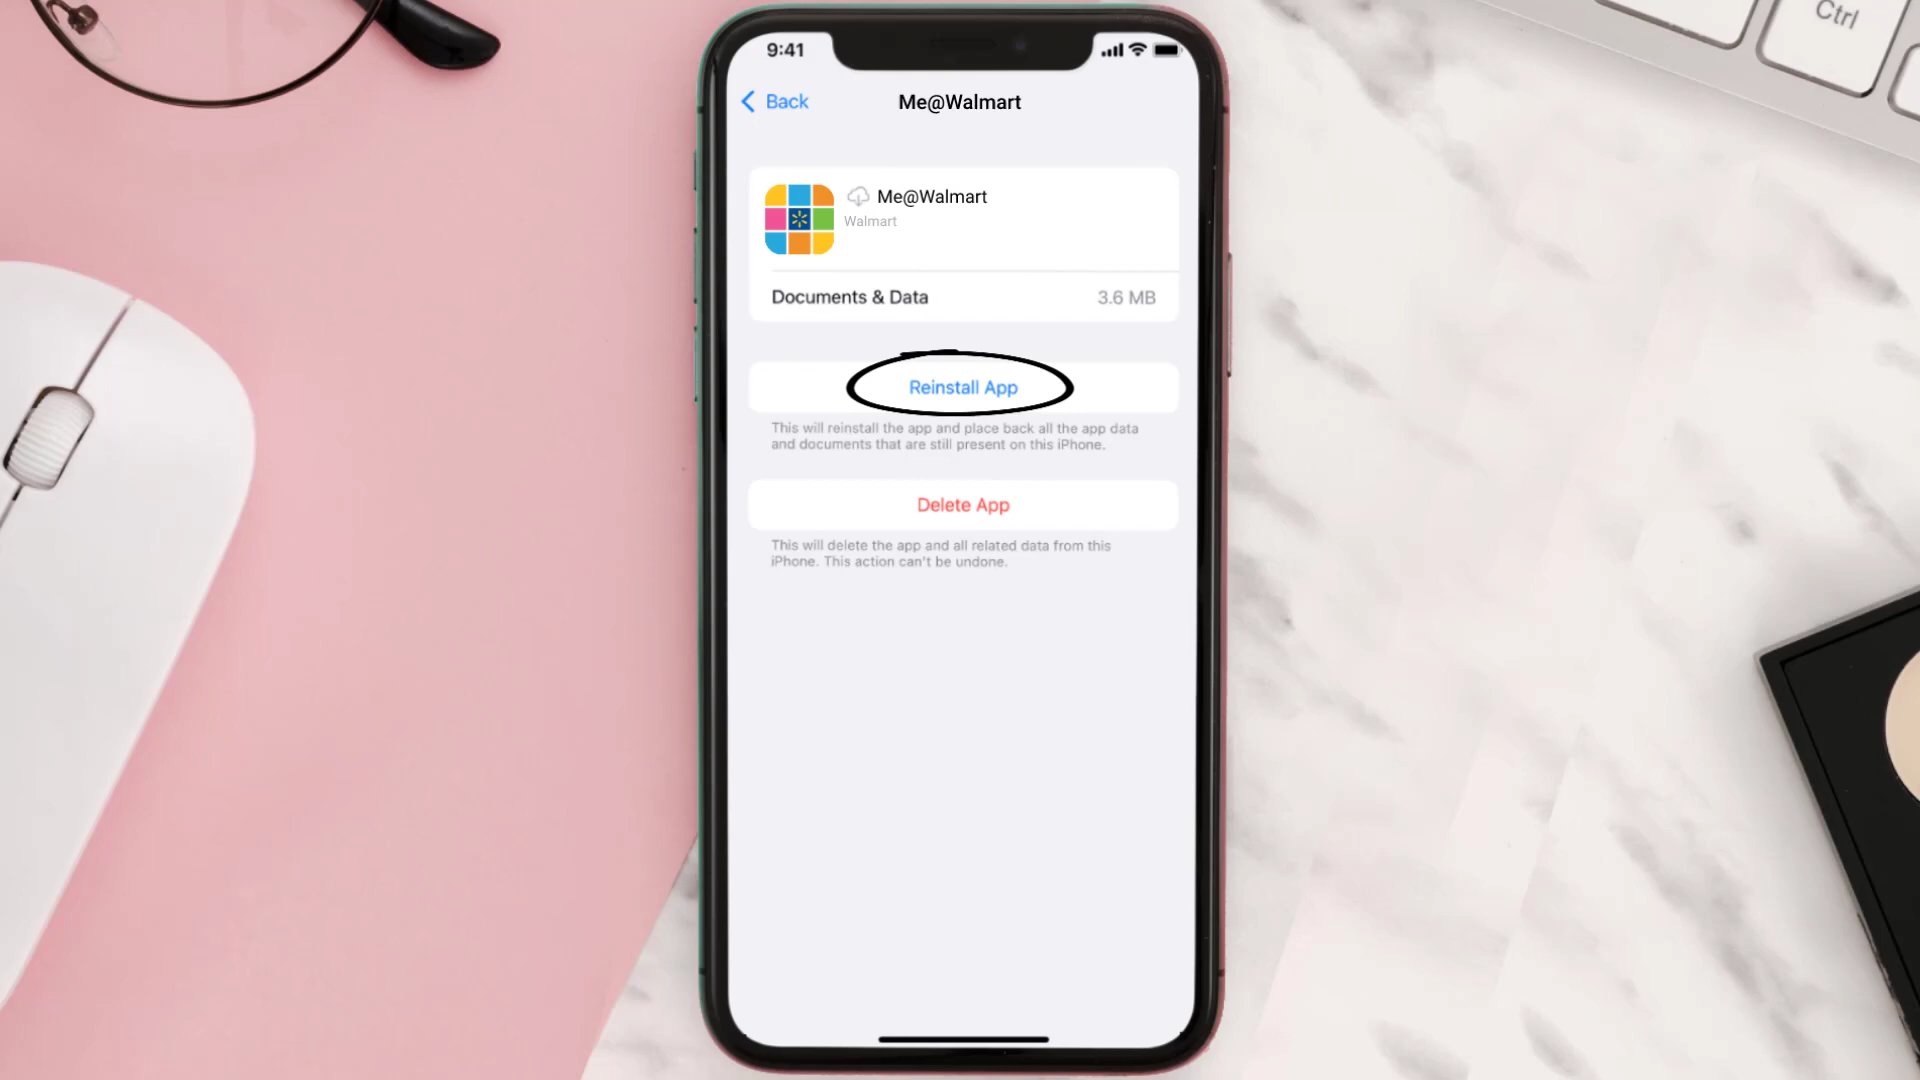 Ctrl
9:41
Back
Me@Walmart
Me@Walmart
Walmart
Documents & Data 3.6 MB
Reinstall App
This will reinstall the app and place back all the app data
and documents that are still present on this iPhone.
Delete App
This will delete the app and all related data from this
iPhone. This action can't be undone.